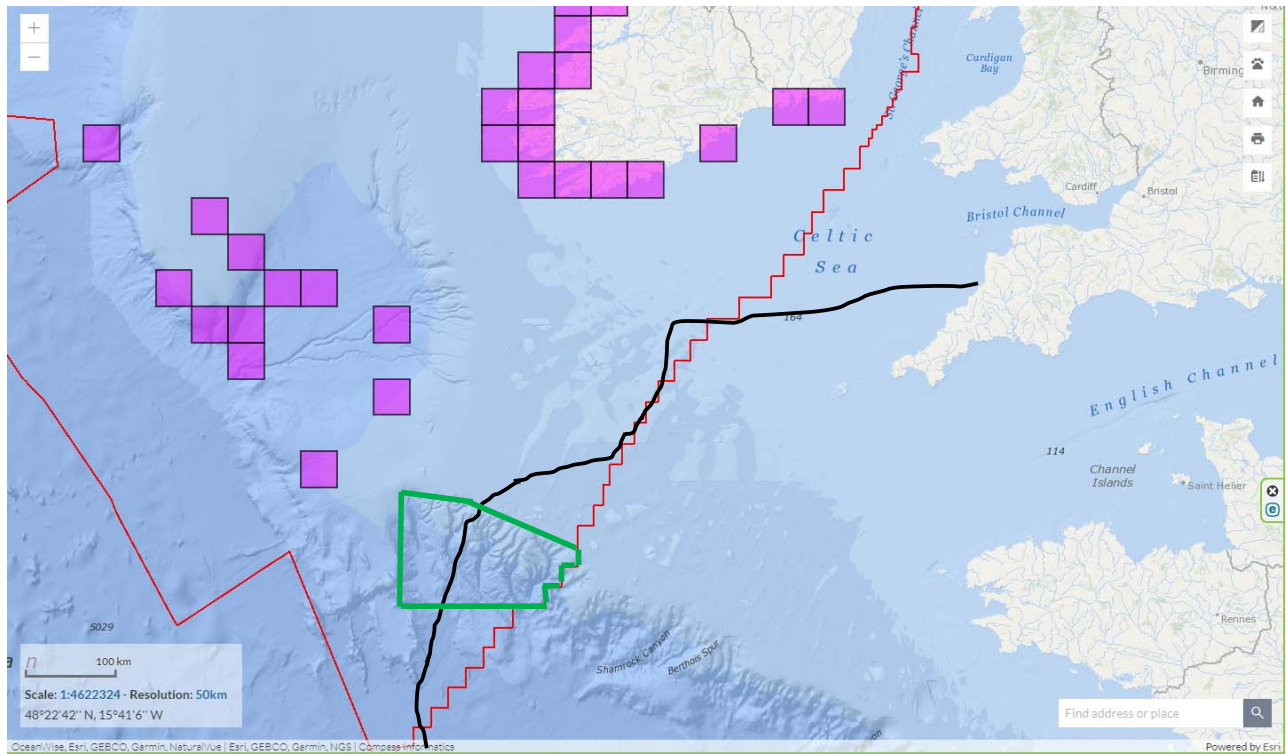 +
−
St George's Channel
Cardigan
Bay
Birming
Cardiff
Bristol
Bristol Channel
Celtic
Sea
164
English Channel
114
Channel
Islands
Saint Helier
Rennes
Shamrock Canyon
Berthois Spur
5029
n
100 km
Scale: 1:4622324 - Resolution: 50km
48°22'42'' N, 15°41'6'' W
Find address or place
OceanWise, Esri, GEBCO, Garmin, NaturalVue | Esri, GEBCO, Garmin, NGS | Compass Informatics
Powered by Esri